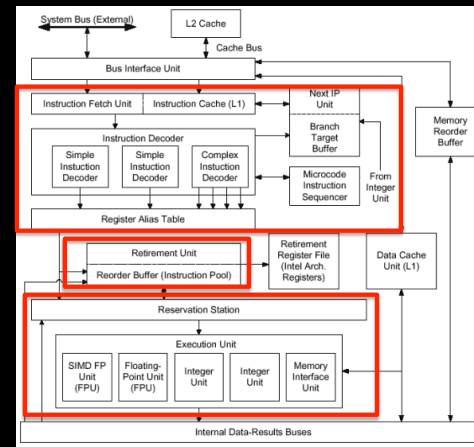 System Bus (External)
L2 Cache
Cache Bus
Bus Interface Unit
Instruction Fetch Unit
Instruction Cache (L1)
Next IP
Unit
Instruction Decoder
Simple
Instuction
Decoder
Simple
Instuction
Decoder
Complex
Instuction
Decoder
Branch
Target
Buffer
Memory
Reorder
Buffer
Microcode
Instruction
Sequencer
From
Integer
Unit
Register Alias Table
Retirement Unit
Reorder Buffer (Instruction Pool)
Retirement
Register File
(Intel Arch.
Registers)
Data Cache
Unit (L1)
Reservation Station
Execution Unit
SIMD FP
Unit
(FPU)
Floating-
Point Unit
(FPU)
Integer
Unit
Integer
Unit
Memory
Interface
Unit
Internal Data-Results Buses